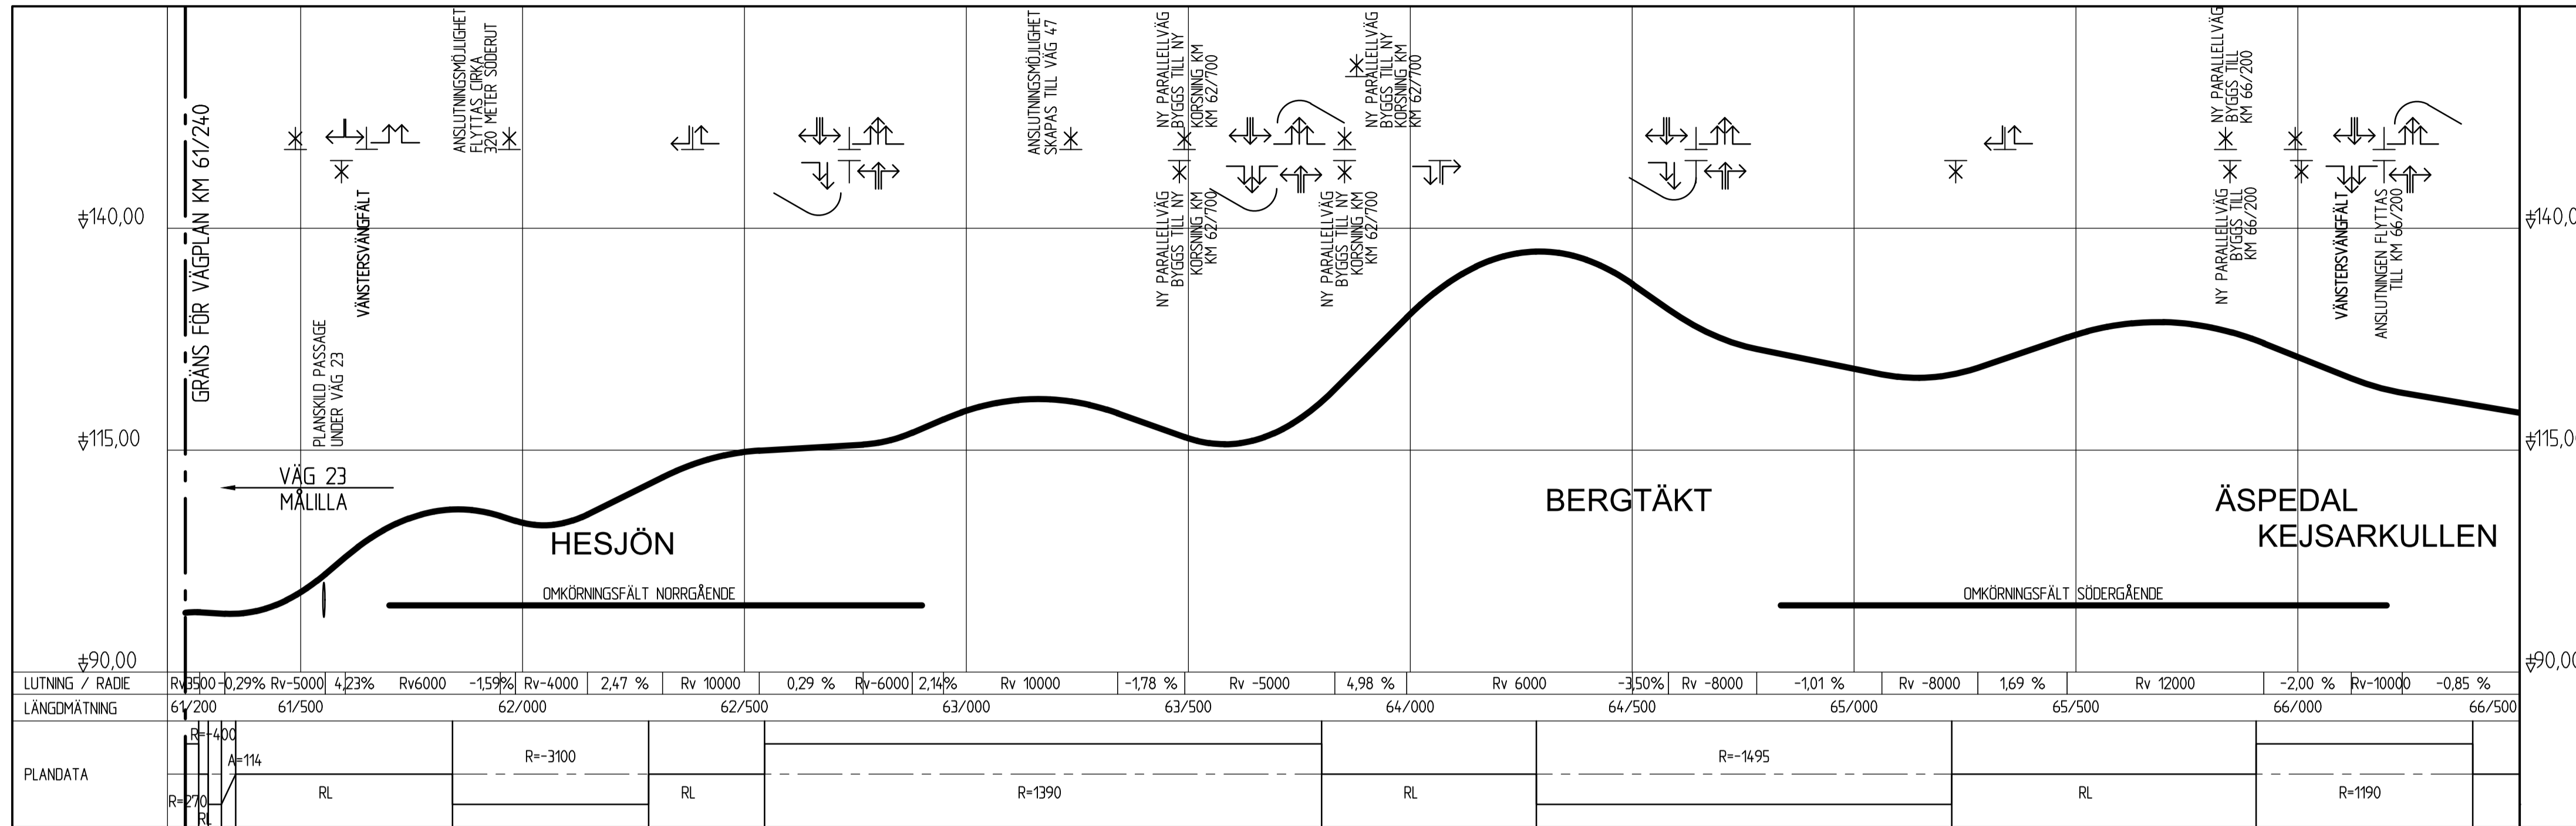 GRÄNS FÖR VÄGPLAN KM 61/240
ANSLUTNINGSMÖJLIGHET
FLYTTAS CIRKA
320 METER SÖDERUT
ANSLUTNINGSMÖJLIGHET
SKAPAS TILL VÄG 47
NY PARALLELLVÄG
BYGGS TILL NY
KORSNING KM
KM 62/700
NY PARALLELLVÄG
BYGGS TILL NY
KORSNING KM
KM 62/700
NY PARALLELLVÄG
BYGGS TILL
KM 66/200
VÄNSTERSVÄNGFÄLT
NY PARALLELLVÄG
BYGGS TILL NY
KORSNING KM
KM 62/700
NY PARALLELLVÄG
BYGGS TILL NY
KORSNING KM
KM 62/700
NY PARALLELLVÄG
BYGGS TILL
KM 66/200
VÄNSTERSVÄNGFÄLT
ANSLUTNINGEN FLYTTAS
TILL KM 66/200
+140,00
+140,0
PLANSKILD PASSAGE
UNDER VÄG 23
+115,00
+115,0
VÄG 23
MÅLILLA
HESJÖN
BERGTÄKT
ÄSPEDAL
KEJSARKULLEN
OMKÖRNINGSFÄLT NORRGÅENDE
OMKÖRNINGSFÄLT SÖDERGÅENDE
+90,00
+90,00
LUTNING / RADIE Rv3500 -0,29% Rv-5000 4,23% Rv6000 -1,59% Rv-4000 2,47 % Rv 10000 0,29 % Rv-6000 2,14% Rv 10000 -1,78 % Rv -5000 4,98 % Rv 6000 -3,50% Rv -8000 -1,01 % Rv -8000 1,69 % Rv 12000 -2,00 % Rv-10000 -0,85 %
LÄNGDMÄTNING 61/200 61/500 62/000 62/500 63/000 63/500 64/000 64/500 65/000 65/500 66/000 66/500
PLANDATA
R=-400
A=114
R=270
RL
RL
R=-3100
RL
R=1390
RL
R=-1495
RL
R=1190